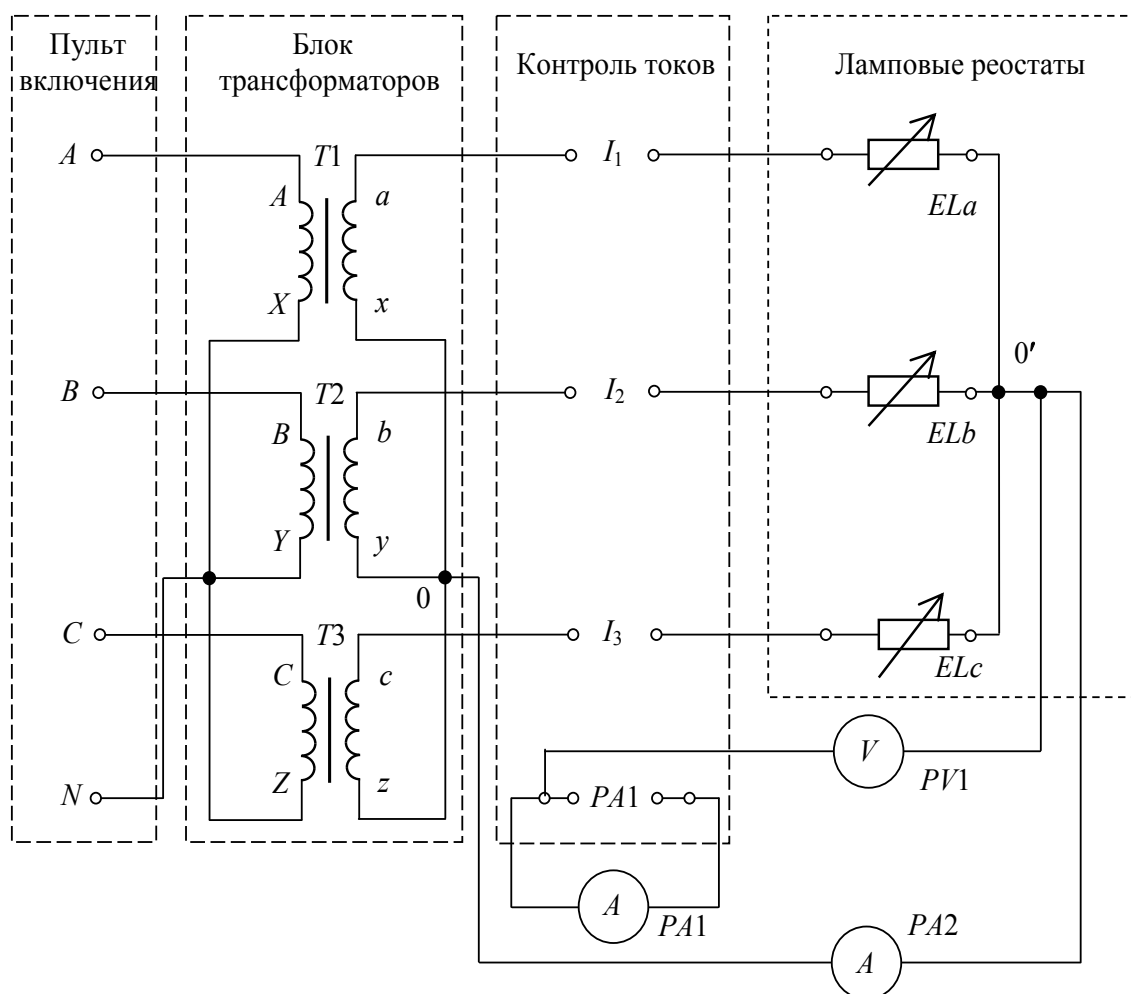 Пульт
включения
Блок
трансформаторов
Контроль токов
Ламповые реостаты
A
T1
A
a
X
x
I1
ELa
B
T2
B
b
Y
y
0
I2
0′
ELb
C
T3
C
c
Z
z
I3
ELc
N
V
PV1
PA1
A
PA1
PA2
A